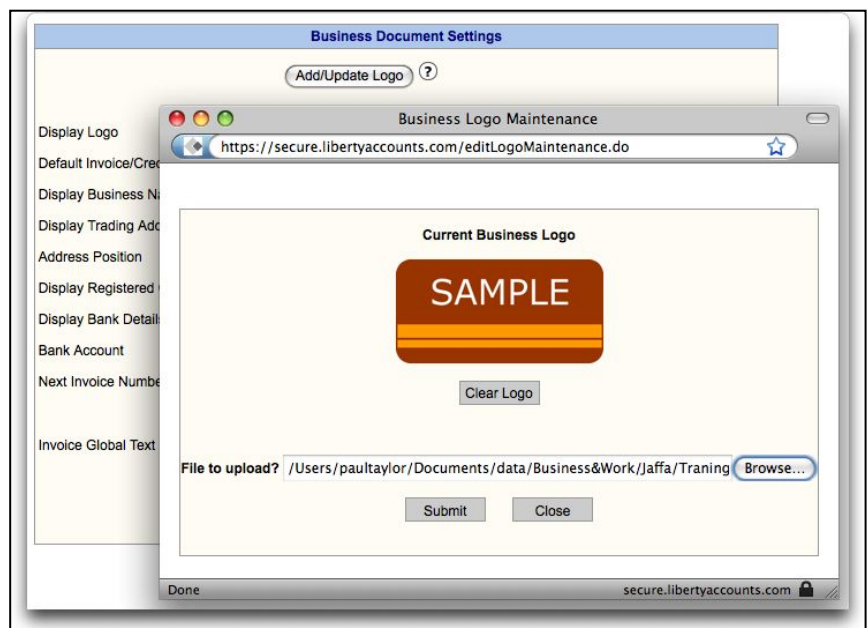 Business Document Settings
Add/Update Logo ?
Display Logo
Default Invoice/Cred
Display Business Na
Display Trading Add
Address Position
Display Registered
Display Bank Details
Bank Account
Next Invoice Numbe
Invoice Global Text
Business Logo Maintenance
https://secure.libertyaccounts.com/editLogoMaintenance.do
Current Business Logo
SAMPLE
Clear Logo
File to upload? /Users/paultaylor/Documents/data/Business&Work/Jaffa/Traning Browse...
Submit Close
Done secure.libertyaccounts.com